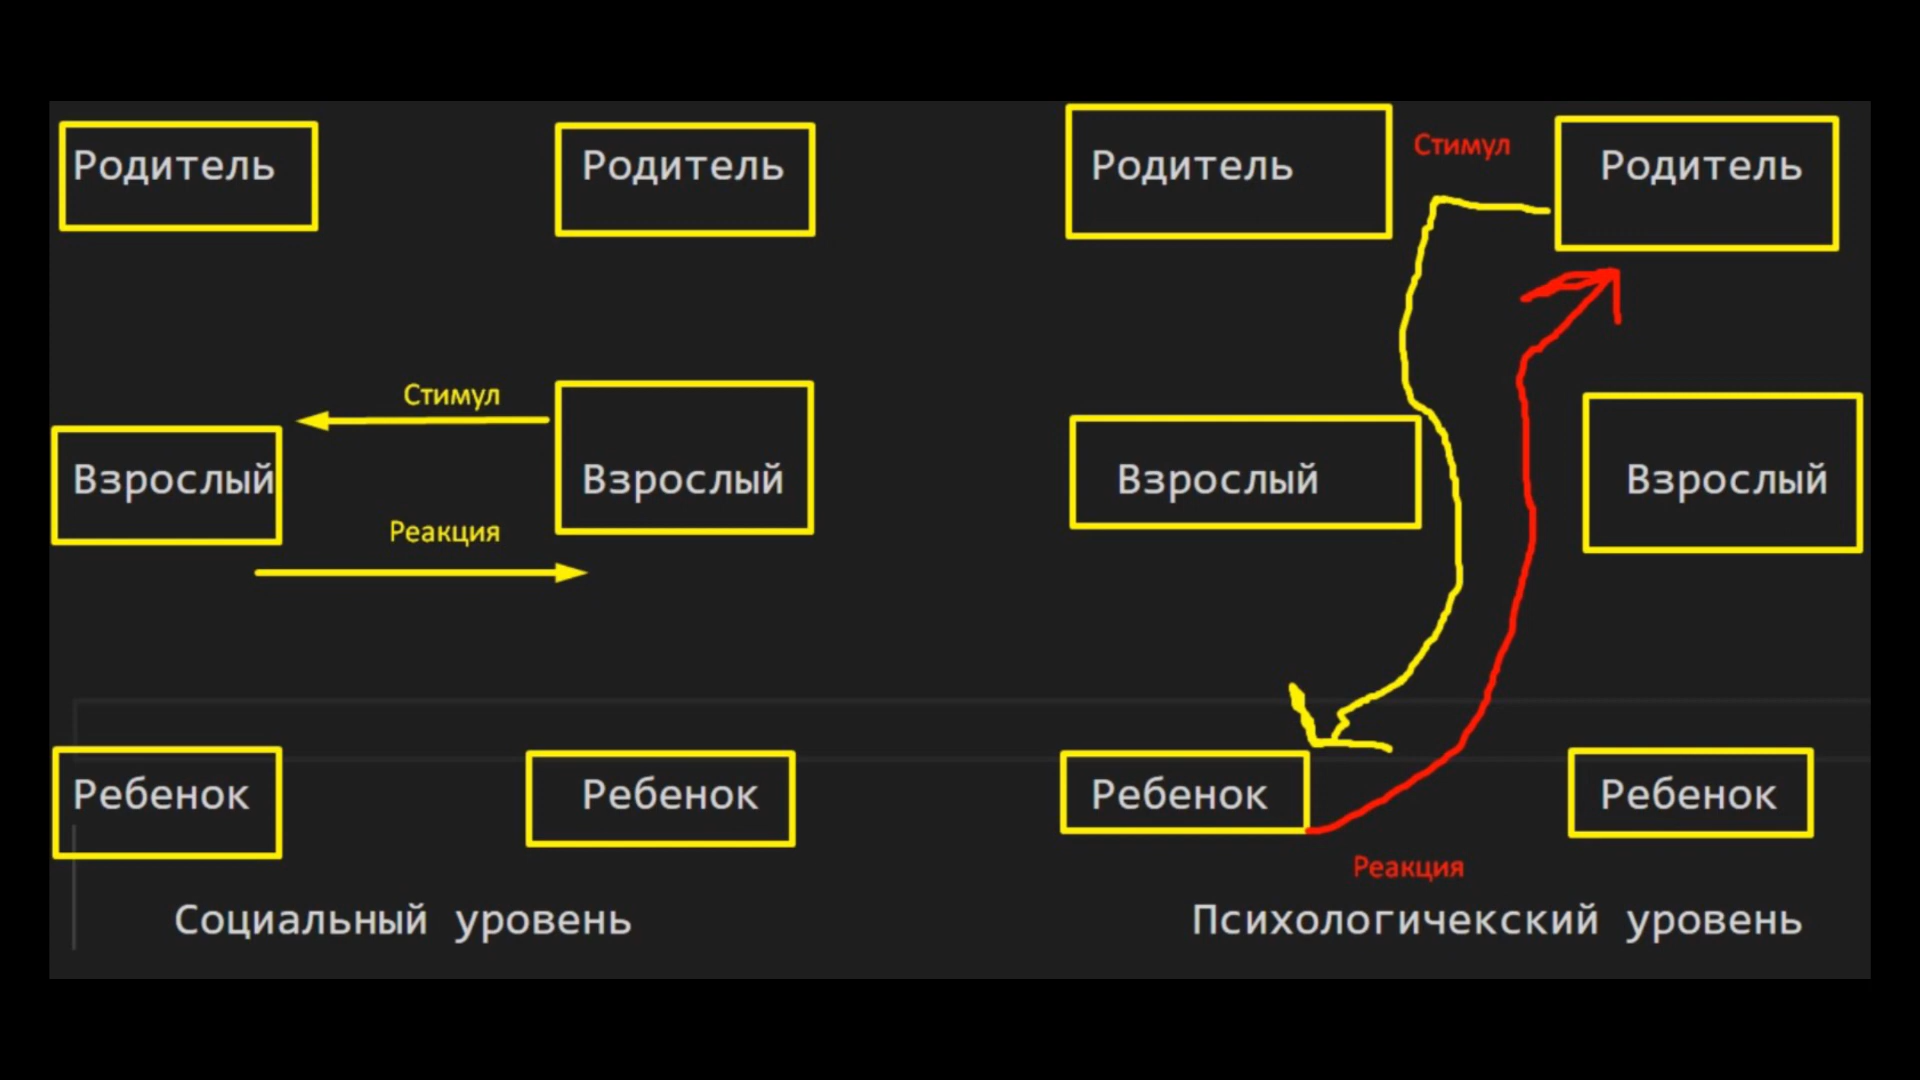 Родитель
Родитель
Родитель
Стимул
Родитель
Стимул
Взрослый
Взрослый
Взрослый
Взрослый
Реакция
Ребенок
Ребенок
Ребенок
Ребенок
Реакция
Социальный уровень
Психологичекский уровень